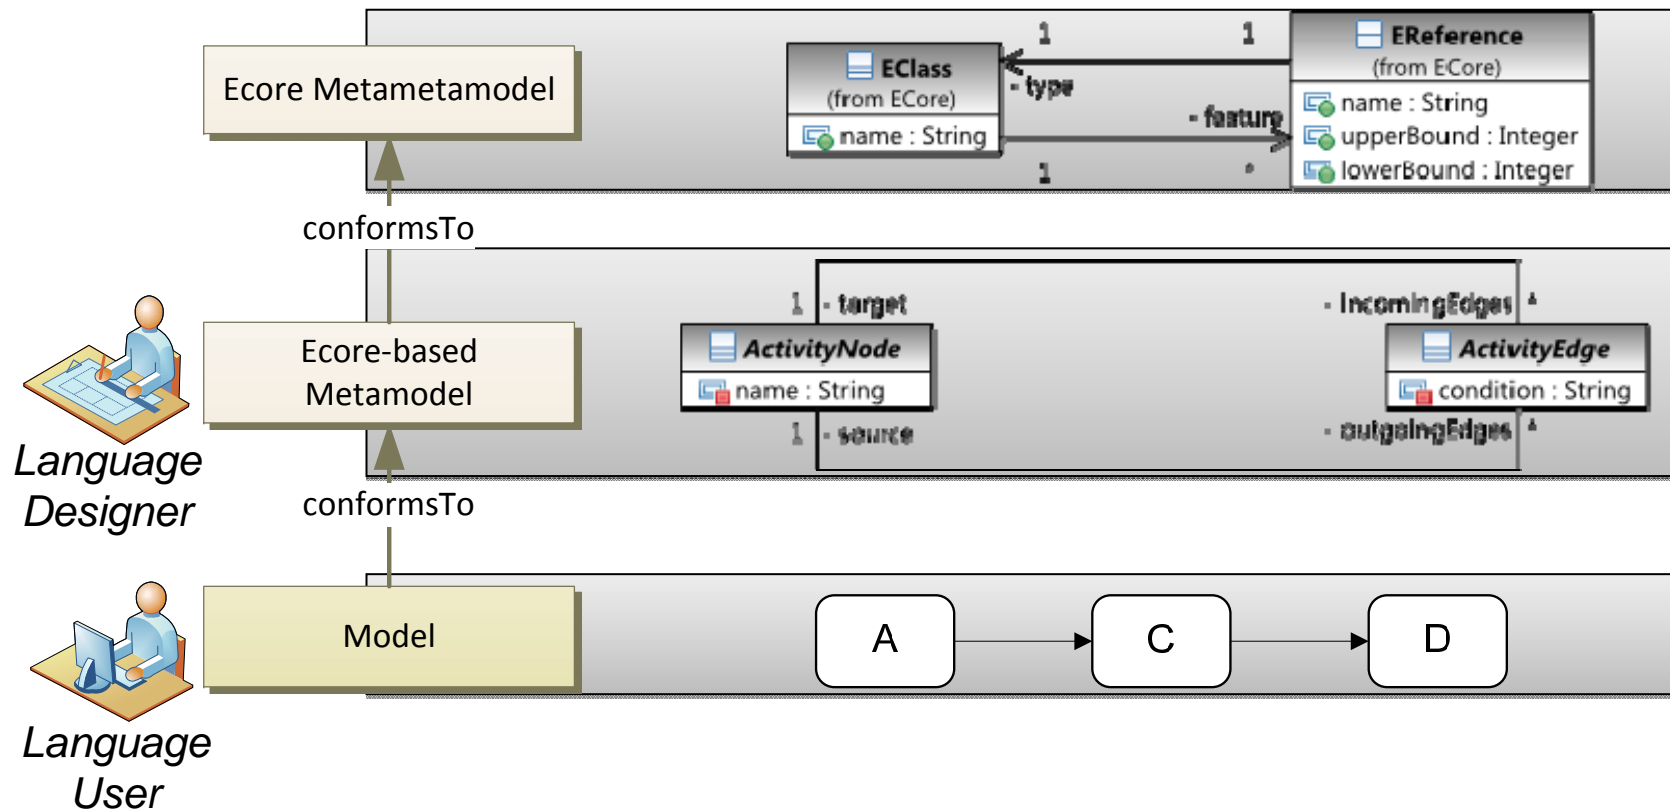 Ecore Metametamodel
EClass
(from ECore)
name : String
1
1
- type
- feature
1
*
EReference
(from ECore)
name : String
upperBound : Integer
lowerBound : Integer
conformsTo
Language
Designer
Ecore-based
Metamodel
1
- target
- IncomingEdges
*
ActivityNode
name : String
ActivityEdge
condition : String
1
- source
- outgoingEdges
*
conformsTo
Language
User
Model
A
C
D